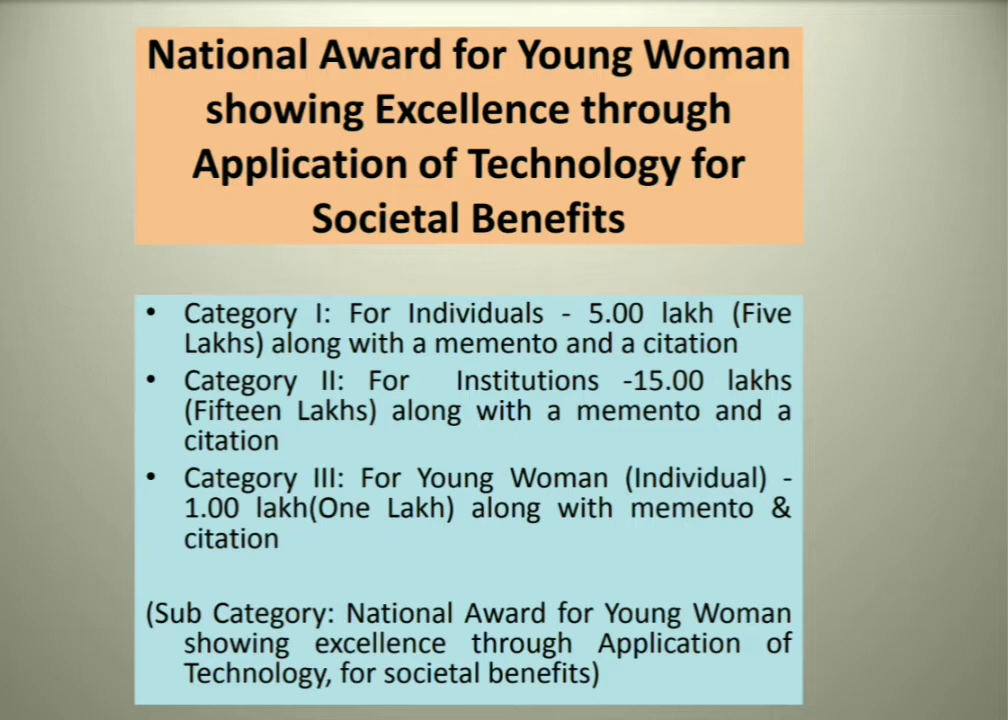 National Award for Young Woman
showing Excellence through
Application of Technology for
Societal Benefits
• Category I: For Individuals - 5.00 lakh (Five
Lakhs) along with a memento and a citation
• Category II: For Institutions -15.00 lakhs
(Fifteen Lakhs) along with a memento and a
citation
• Category III: For Young Woman (Individual) -
1.00 lakh(One Lakh) along with memento &
citation
(Sub Category: National Award for Young Woman
showing excellence through Application of
Technology, for societal benefits)